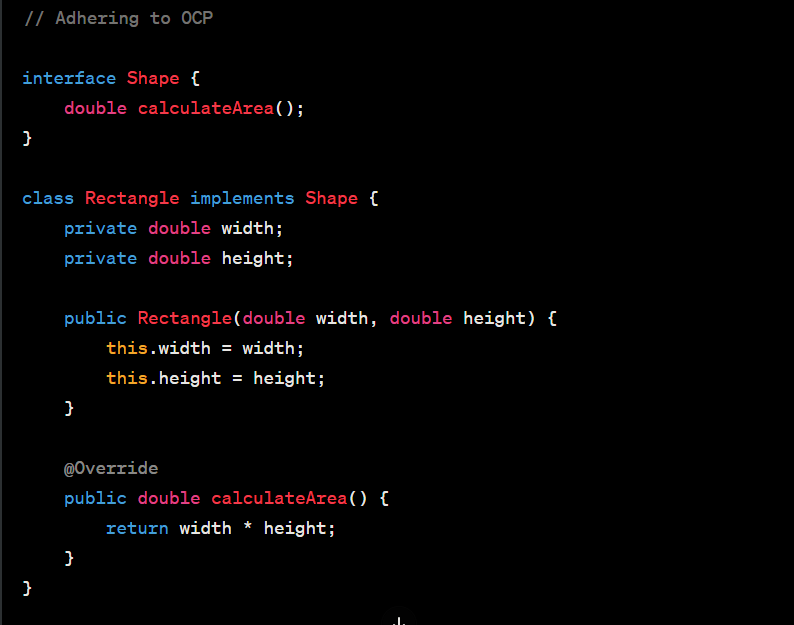 // Adhering to OCP
interface Shape {
    double calculateArea();
}
class Rectangle implements Shape {
    private double width;
    private double height;
    public Rectangle(double width, double height) {
        this.width = width;
        this.height = height;
    }
    @Override
    public double calculateArea() {
        return width * height;
    }
}